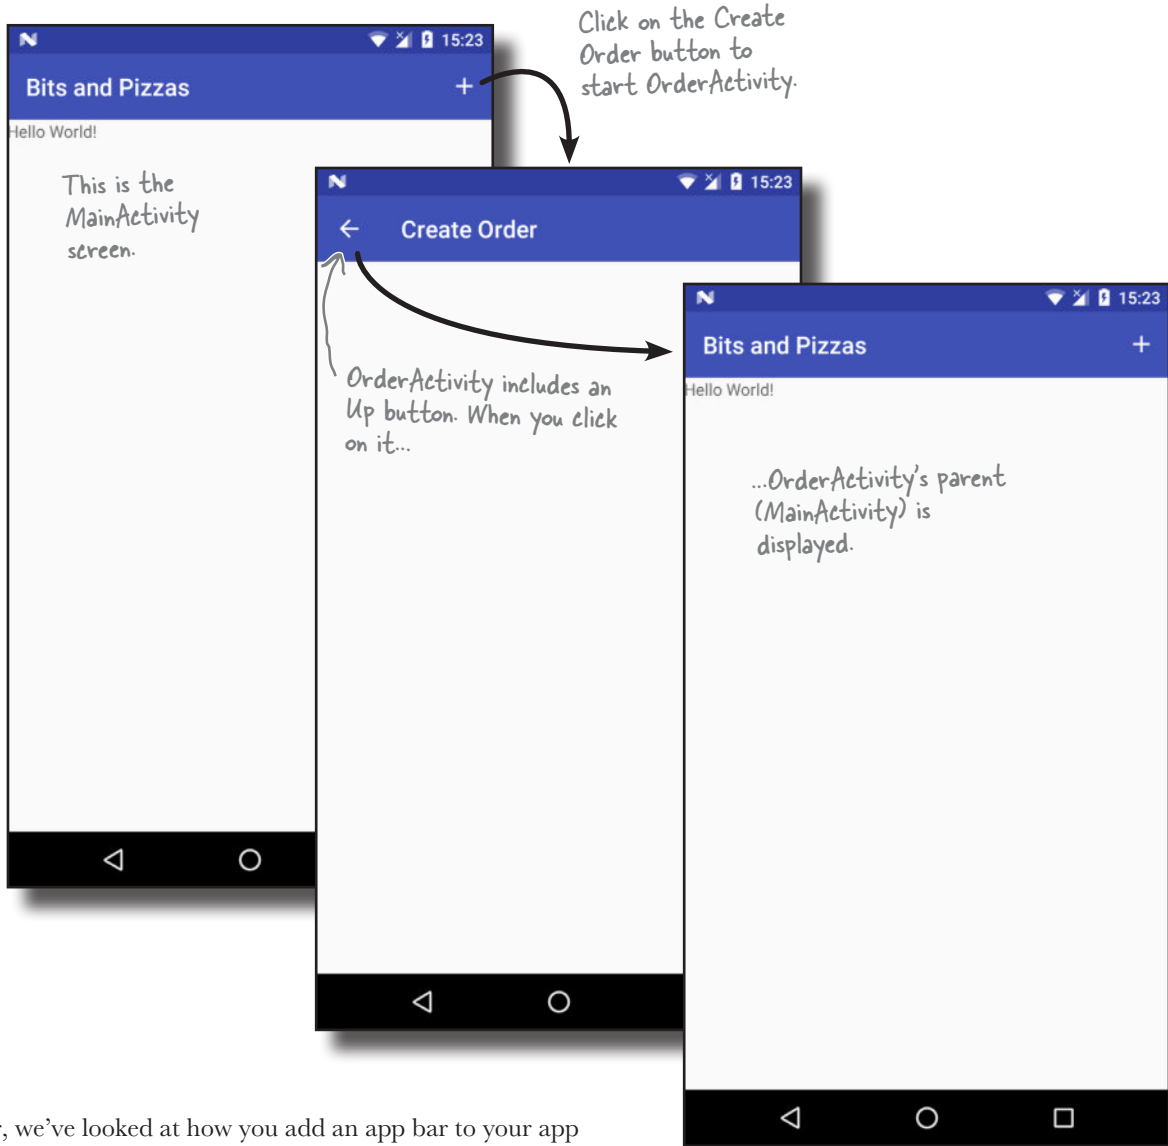 Click on the Create
Order button to
start OrderActivity.
15:23
Bits and Pizzas
Hello World!
This is the
MainActivity
screen.
15:23
Create Order
OrderActivity includes an
Up button. When you click
on it...
15:23
Bits and Pizzas
Hello World!
...OrderActivity's parent
(MainActivity) is
displayed.
, we've looked at how you add an app bar to your app